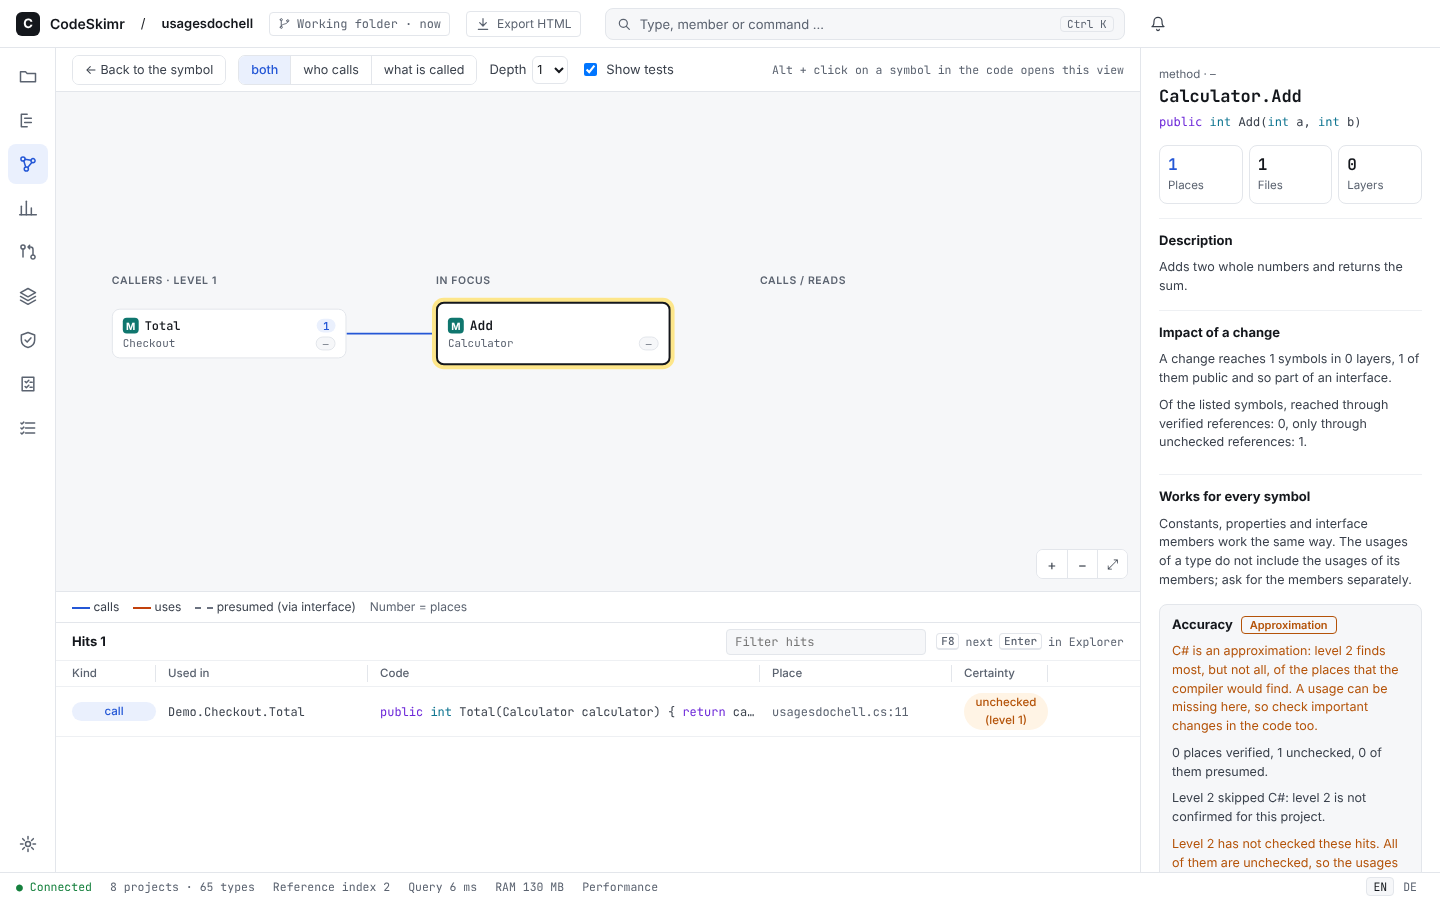 C CodeSkimr / usagesdochell Working folder · now Export HTML Type, member or command ... Ctrl K
← Back to the symbol both who calls what is called Depth 1 Show tests Alt + click on a symbol in the code opens this view
CALLERS · LEVEL 1 IN FOCUS CALLS / READS
M Total 1
Checkout –
M Add
Calculator –
+ −
calls uses presumed (via interface) Number = places
Hits 1 Filter hits F8 next Enter in Explorer
Kind Used in Code Place Certainty
call Demo.Checkout.Total public int Total(Calculator calculator) { return ca… usagesdochell.cs:11 unchecked
(level 1)
method · –
Calculator.Add
public int Add(int a, int b)
1 1 0
Places Files Layers
Description
Adds two whole numbers and returns the
sum.
Impact of a change
A change reaches 1 symbols in 0 layers, 1 of
them public and so part of an interface.
Of the listed symbols, reached through
verified references: 0, only through
unchecked references: 1.
Works for every symbol
Constants, properties and interface
members work the same way. The usages
of a type do not include the usages of its
members; ask for the members separately.
Accuracy Approximation
C# is an approximation: level 2 finds
most, but not all, of the places that the
compiler would find. A usage can be
missing here, so check important
changes in the code too.
0 places verified, 1 unchecked, 0 of
them presumed.
Level 2 skipped C#: level 2 is not
confirmed for this project.
Level 2 has not checked these hits. All
of them are unchecked, so the usages
Connected 8 projects · 65 types Reference index 2 Query 6 ms RAM 130 MB Performance EN DE